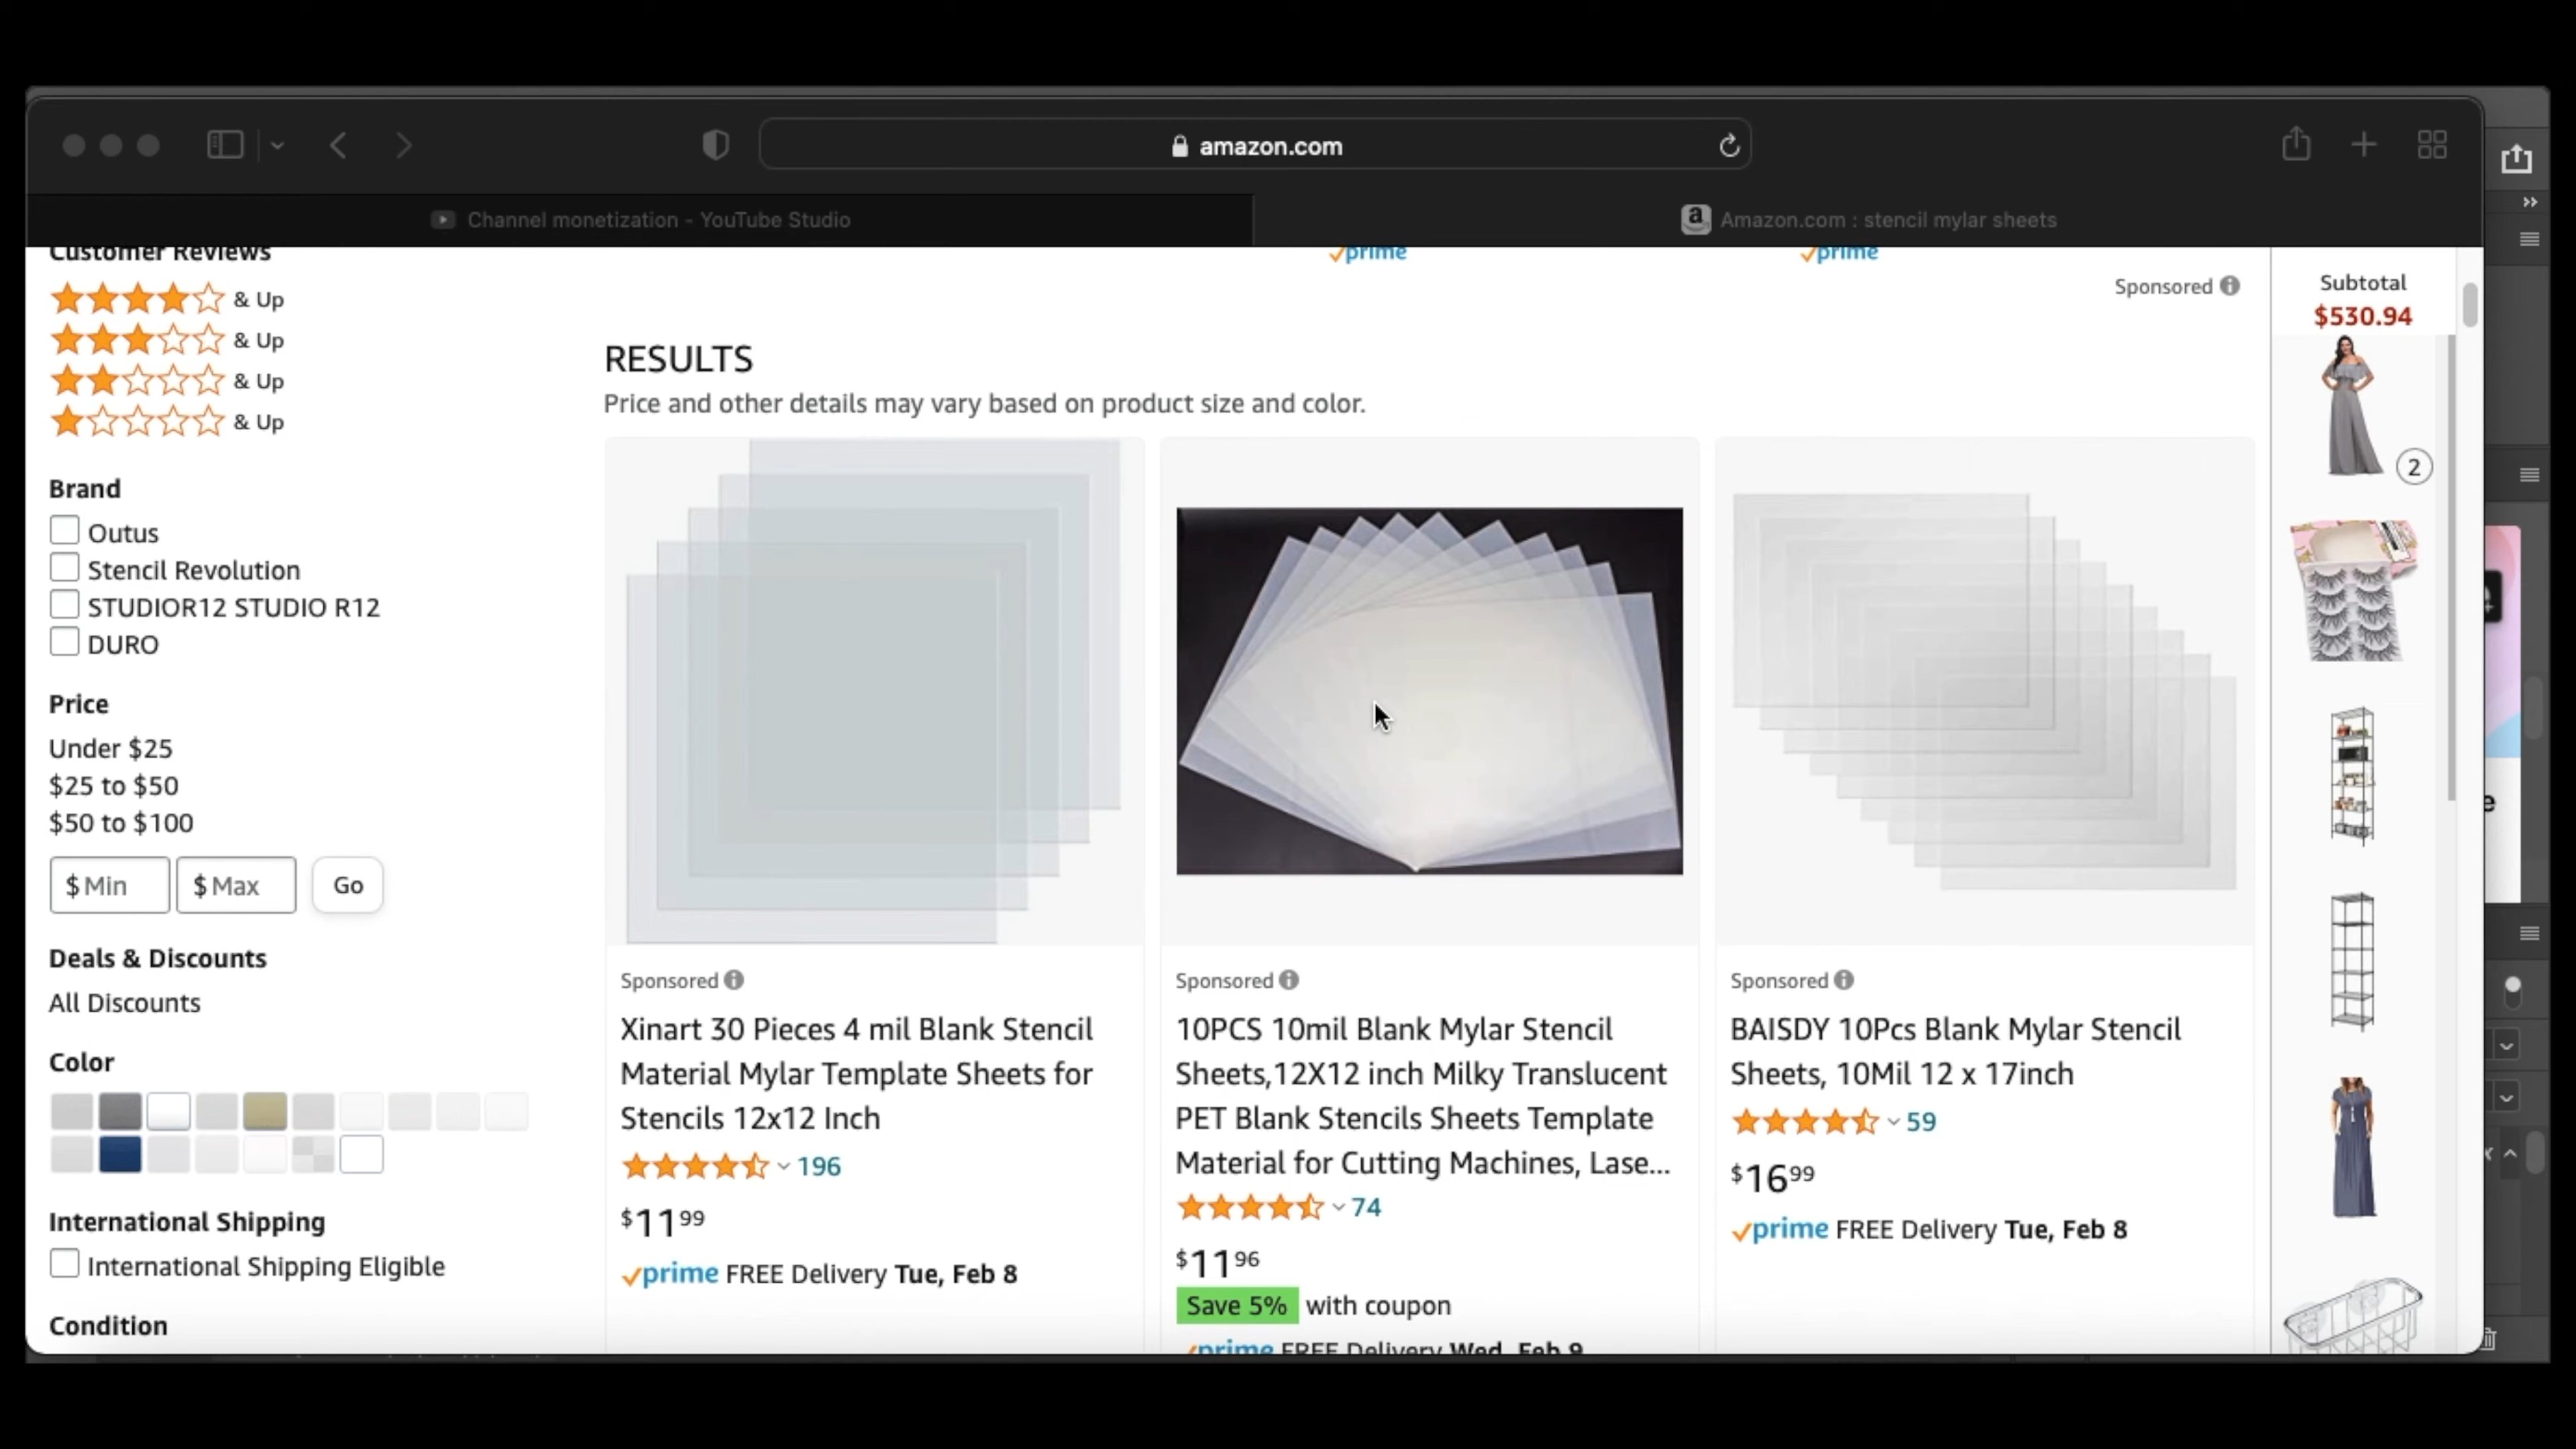 amazon.com
Channel monetization - YouTube Studio
Amazon.com : stencil mylar sheets
Customer Reviews
& Up
& Up
& Up
& Up
Brand
Outus
Stencil Revolution
STUDIOR12 STUDIO R12
DURO
Price
Under $25
$25 to $50
$50 to $100
$ Min
$ Max
Go
Deals & Discounts
All Discounts
Color
International Shipping
International Shipping Eligible
Condition
prime
prime
Sponsored
RESULTS
Price and other details may vary based on product size and color.
Sponsored
Xinart 30 Pieces 4 mil Blank Stencil
Material Mylar Template Sheets for
Stencils 12x12 Inch
196
$11 99
prime FREE Delivery Tue, Feb 8
Sponsored
10PCS 10mil Blank Mylar Stencil
Sheets,12X12 inch Milky Translucent
PET Blank Stencils Sheets Template
Material for Cutting Machines, Lase...
74
$11 96
Save 5% with coupon
prime FREE Delivery Wed, Feb 9
Sponsored
BAISDY 10Pcs Blank Mylar Stencil
Sheets, 10Mil 12 x 17inch
59
$16 99
prime FREE Delivery Tue, Feb 8
Subtotal
$530.94
2